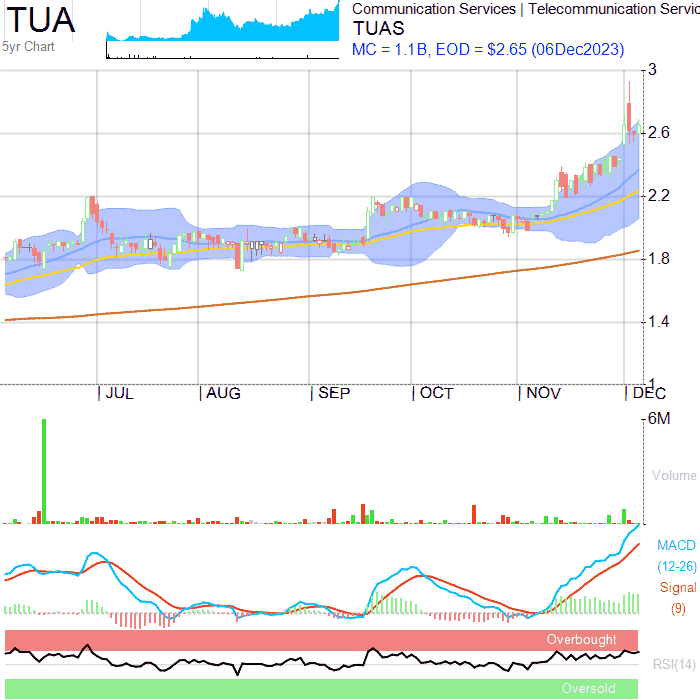 TUA
5yr Chart
Communication Services | Telecommunication Servic
TUAS
MC = 1.1B, EOD = $2.65 (06Dec2023)
3
2.6
2.2
1.8
1.4
1
JUL
AUG
SEP
OCT
NOV
DEC
6M
Volume
MACD
(12-26)
Signal
(9)
Overbought
RSI(14)
Oversold